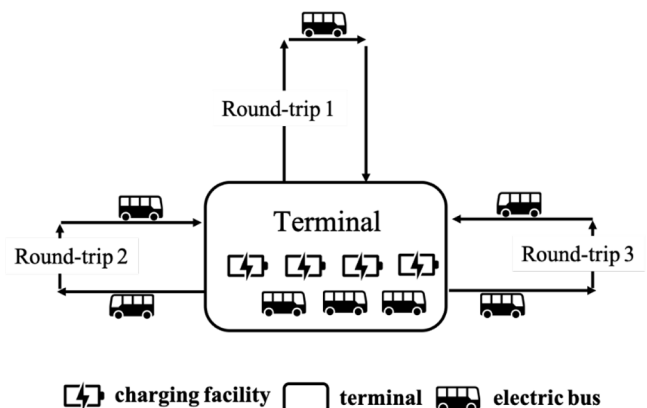 Round-trip 1
Terminal
Round-trip 2
Round-trip 3
charging facility terminal electric bus